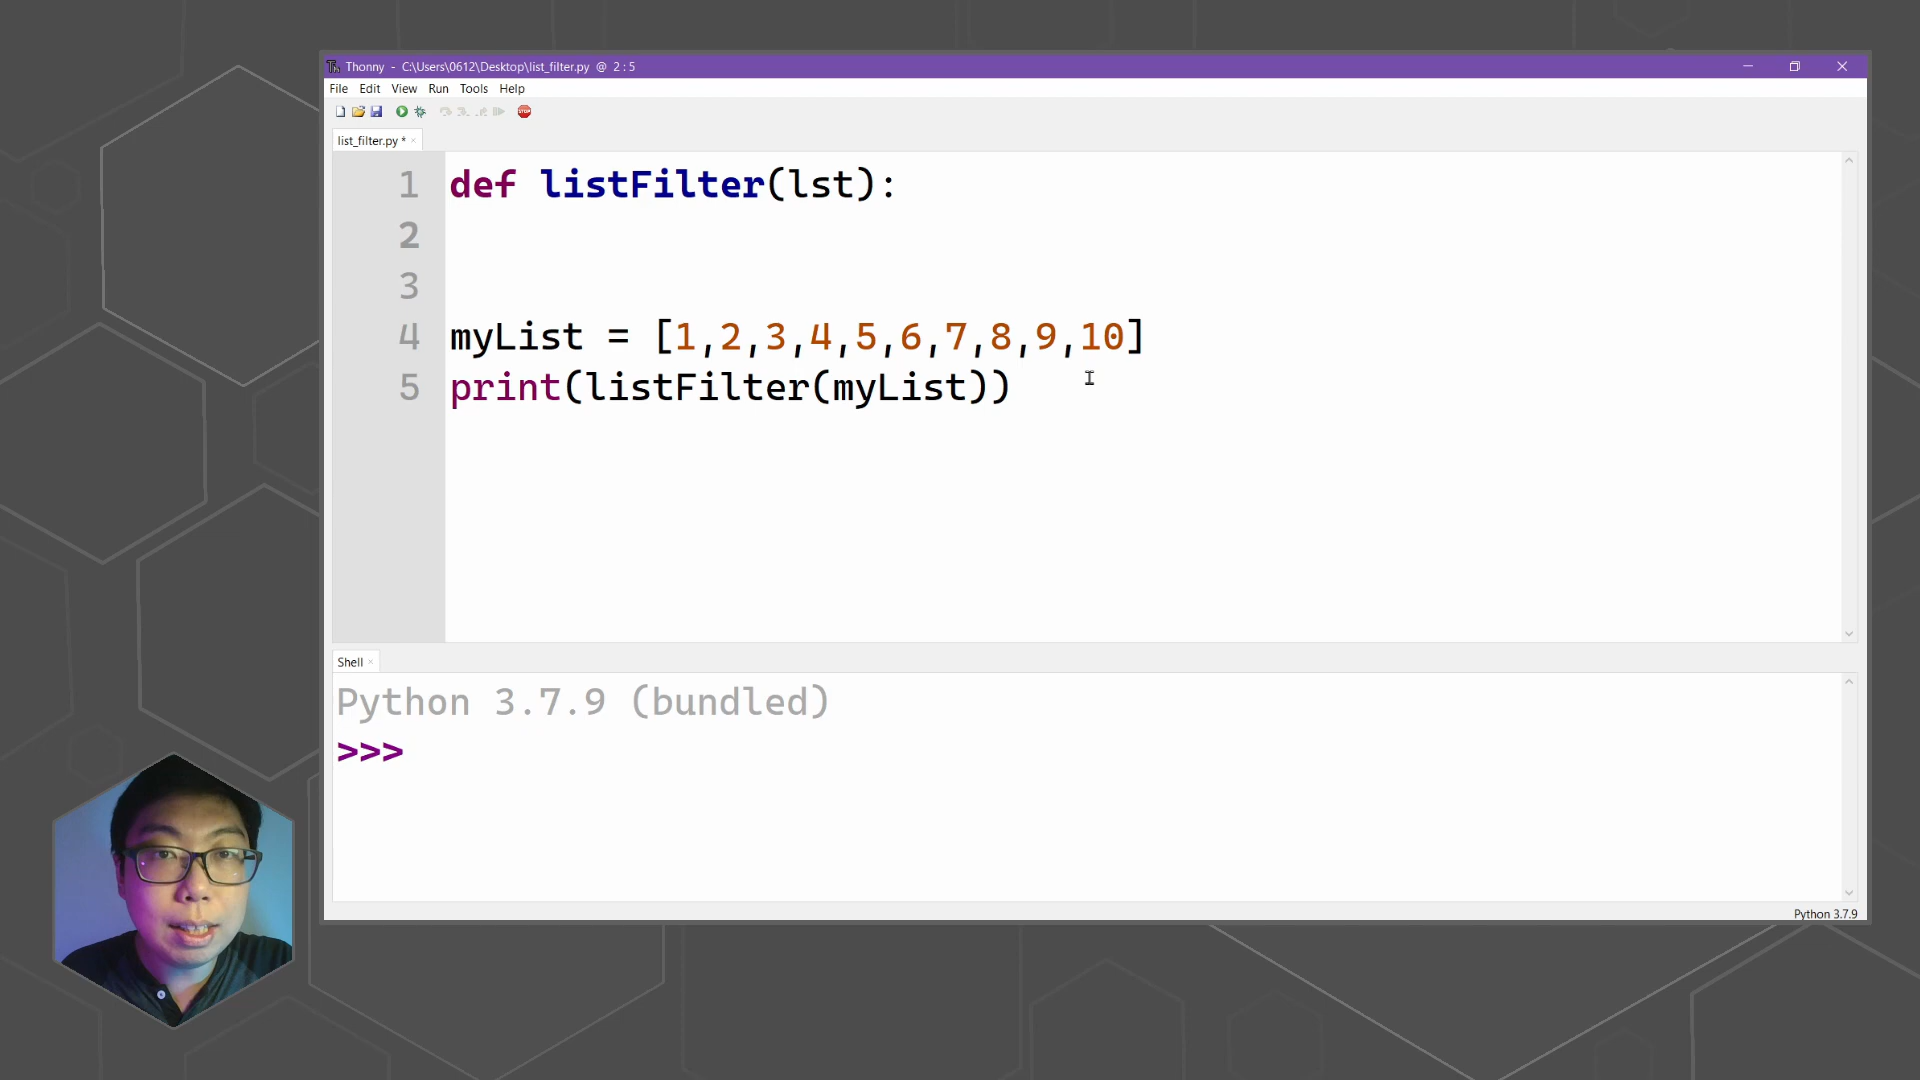 Thonny - C:\Users\0612\Desktop\list_filter.py @ 2 : 5
File Edit View Run Tools Help
STOP
list_filter.py *
1 def listFilter(lst):
2
3
4 myList = [1,2,3,4,5,6,7,8,9,10]
5 print(listFilter(myList))
Shell
Python 3.7.9 (bundled)
>>>
Python 3.7.9